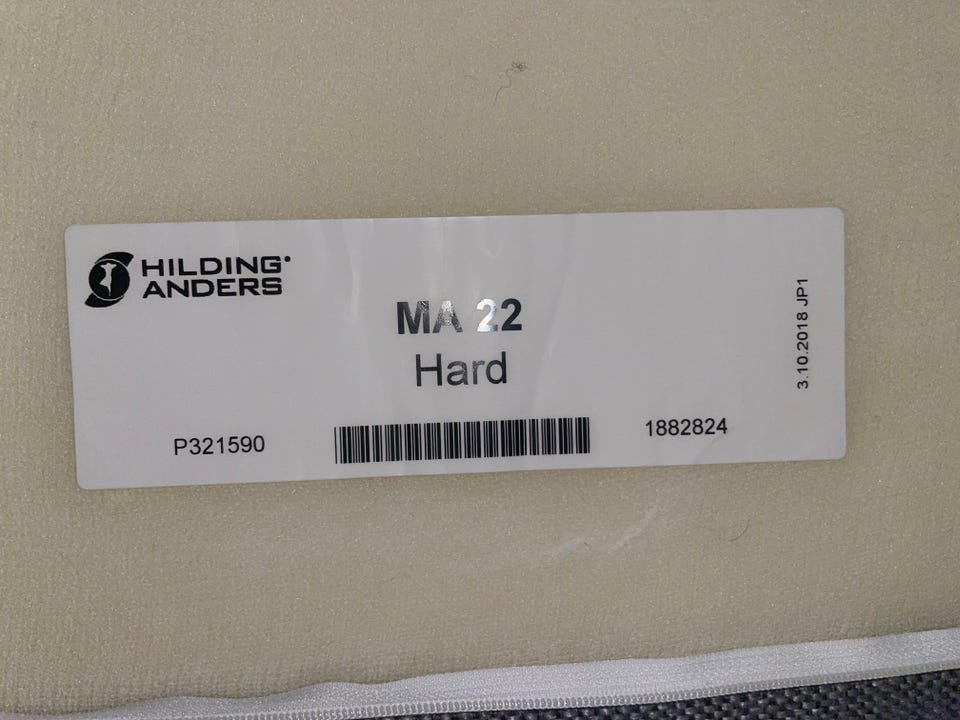 HILDING
ANDERS
MA 22
Hard
P321590
1882824
3.10.2018 JP1